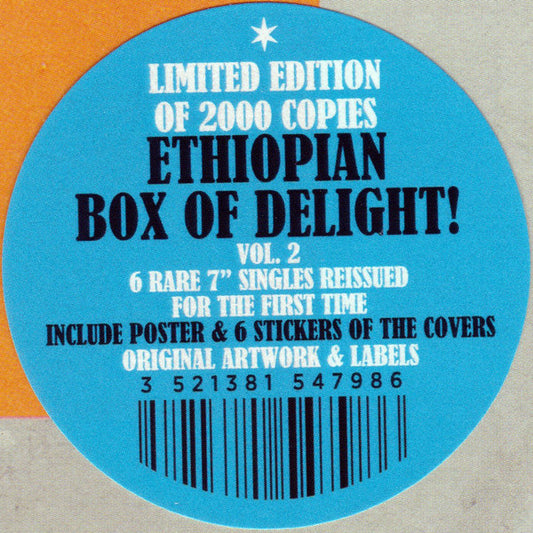 LIMITED EDITION
OF 2000 COPIES
ETHIOPIAN
BOX OF DELIGHT!
VOL. 2
6 RARE 7” SINGLES REISSUED
FOR THE FIRST TIME
INCLUDE POSTER & 6 STICKERS OF THE COVERS
ORIGINAL ARTWORK & LABELS
3 521381 547986